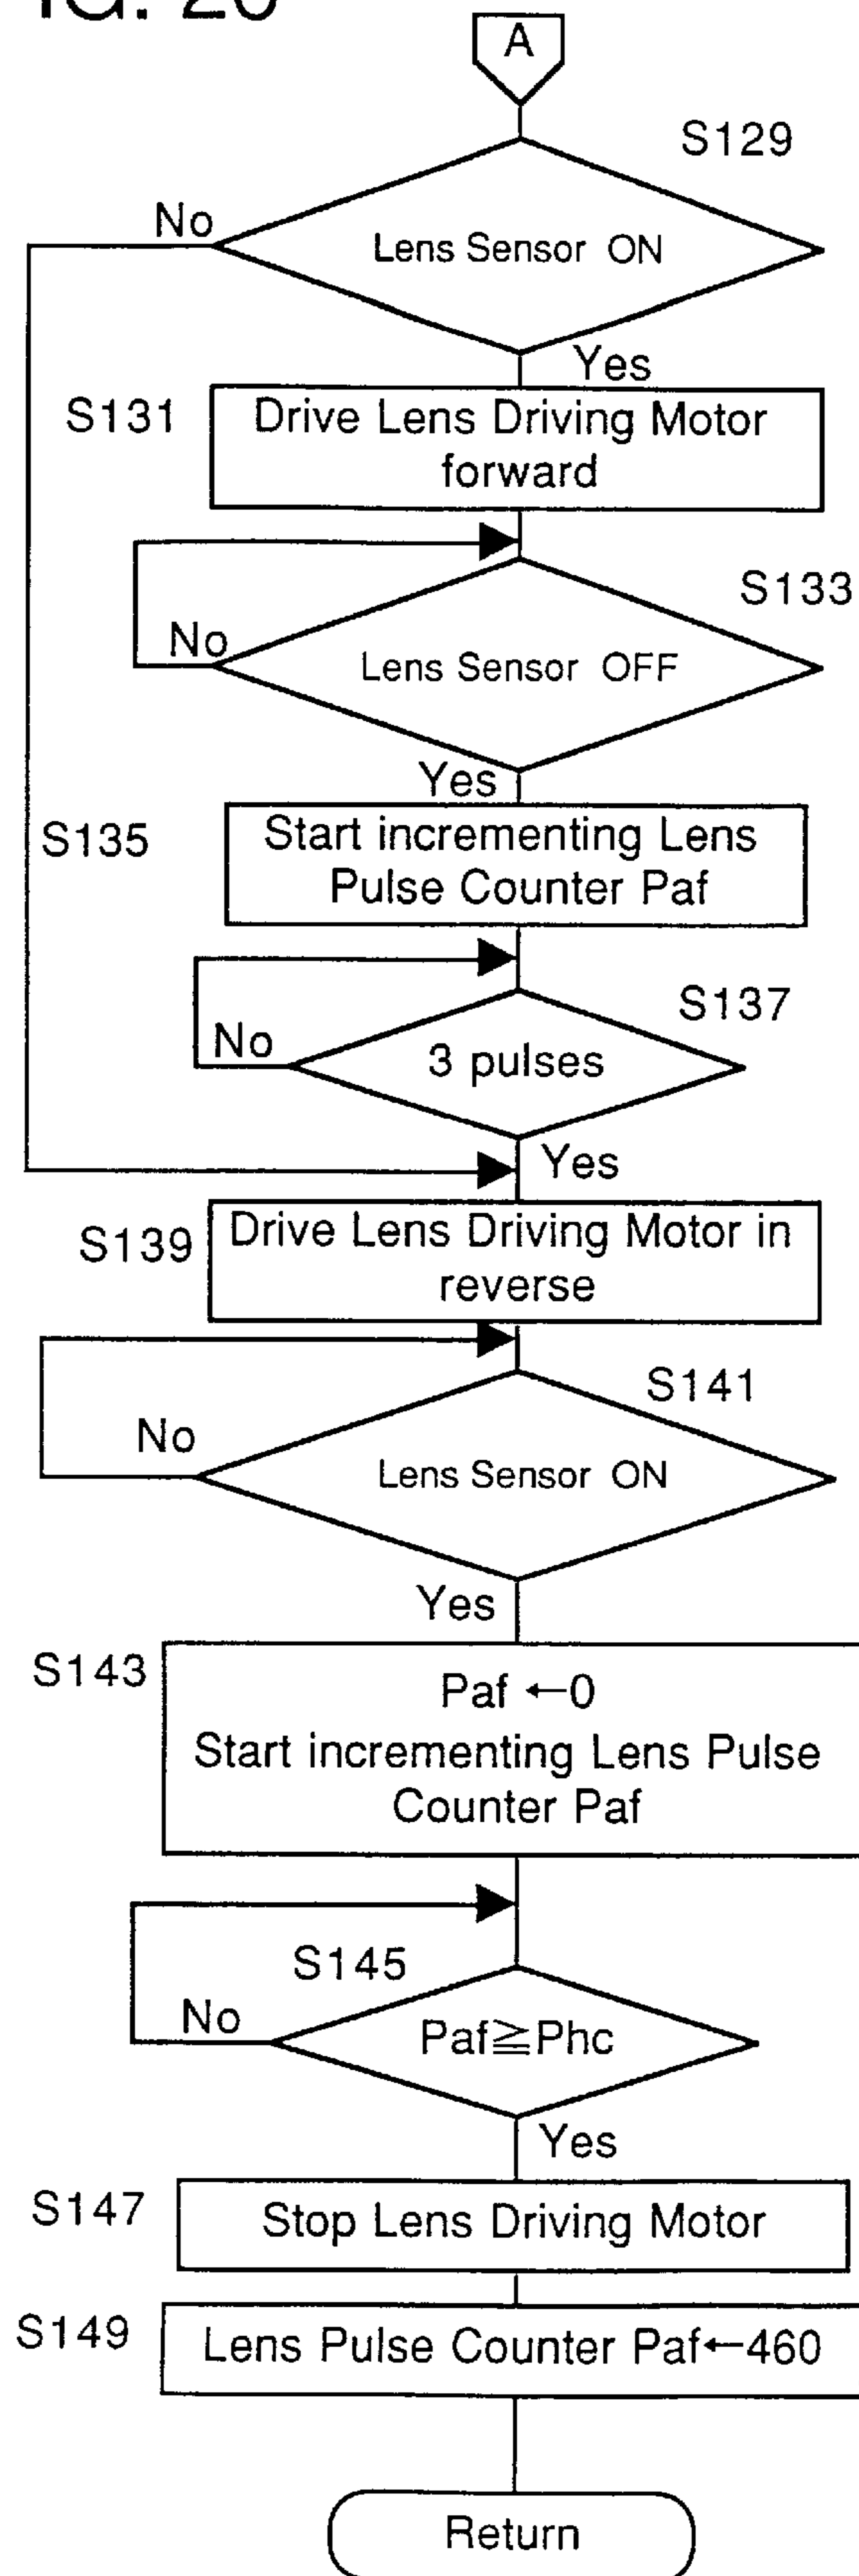 A
S129
No
Lens Sensor ON
Yes
S131
Drive Lens Driving Motor
forward
S133
No
Lens Sensor OFF
Yes
S135
Start incrementing Lens
Pulse Counter Paf
S137
No
3 pulses
Yes
S139
Drive Lens Driving Motor in
reverse
S141
No
Lens Sensor ON
Yes
S143
Paf ←0
Start incrementing Lens Pulse
Counter Paf
S145
No
Paf≧Phc
Yes
S147
Stop Lens Driving Motor
S149
Lens Pulse Counter Paf←460
Return